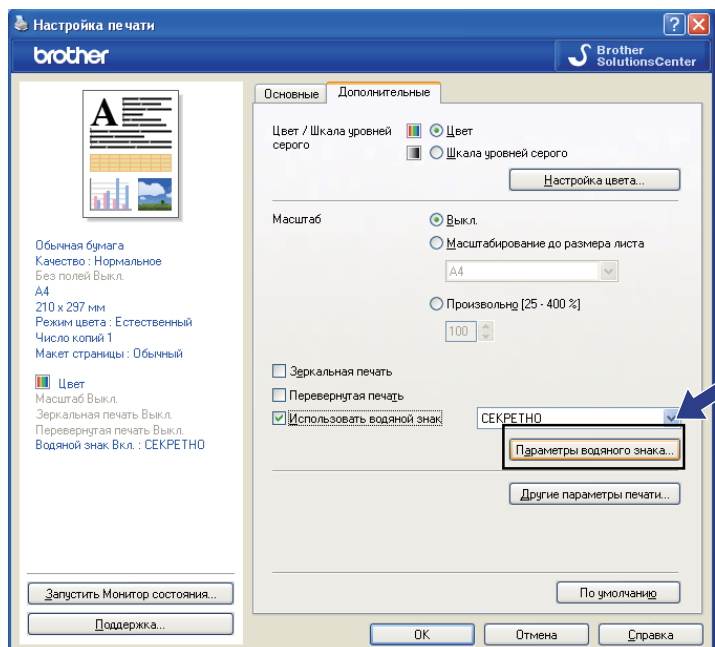 Настройка печати
brother
Brother
SolutionsCenter
A
Обычная бумага
Качество : Нормальное
Без полей Выкл.
A4
210 x 297 мм
Режим цвета : Естественный
Число копий 1
Макет страницы : Обычный
Цвет
Масштаб Выкл.
Зеркальная печать Выкл.
Перевернутая печать Выкл.
Водяной знак Вкл. : СЕКРЕТНО
Запустить Монитор состояния...
Поддержка...
Основные Дополнительные
Цвет / Шкала уровней серого
Цвет
Шкала уровней серого
Настройка цвета...
Масштаб
Выкл.
Масштабирование до размера листа
A4
Произвольно [25 - 400 %]
100
Зеркальная печать
Перевернутая печать
Использовать водяной знак СЕКРЕТНО
Параметры водяного знака...
Другие параметры печати...
По умолчанию
OK Отмена Справка